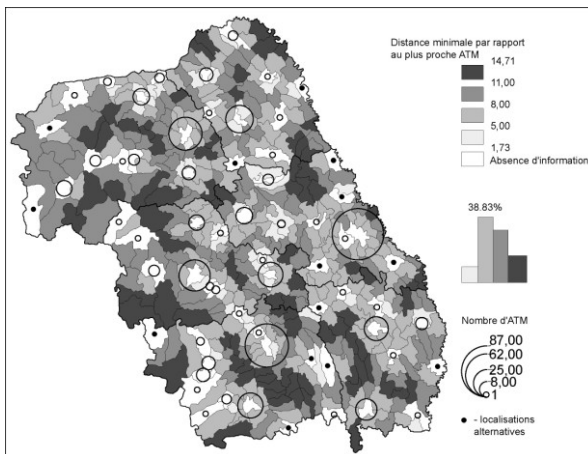 Distance minimale par rapport
au plus proche ATM
14,71
11,00
8,00
5,00
1,73
Absence d'information
38.83%
Nombre d'ATM
87,00
62,00
25,00
8,00
1
- localisations
alternatives